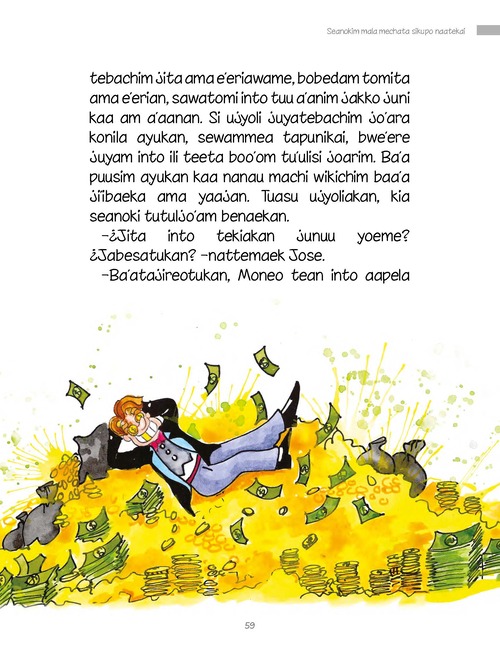 Seanokim mala mechata sikupo naatekai
tebachim jita ama e'eriawame, bobedam tomita
ama e'erian, sawatomi into tuu a'anim jakko juni
kaa am a'aanan. Si ujyoli juyatebachim jo'ara
konila ayukan, sewammea tapunikai, bwe'ere
juyam into ili teeta boo'om tu'ulisi joarim. Ba'a
puusim ayukan kaa nanau machi wikichim baa'a
jiibaeka ama yaajan. Tuasu ujyoliakan, kia
seanoki tutuljo'am benaekan.
–¿Jita into tekiakan junuu yoeme?
¿Jabesatukan? –nattemaek Jose.
–Ba'atajireotukan, Moneo tean into aapela
59